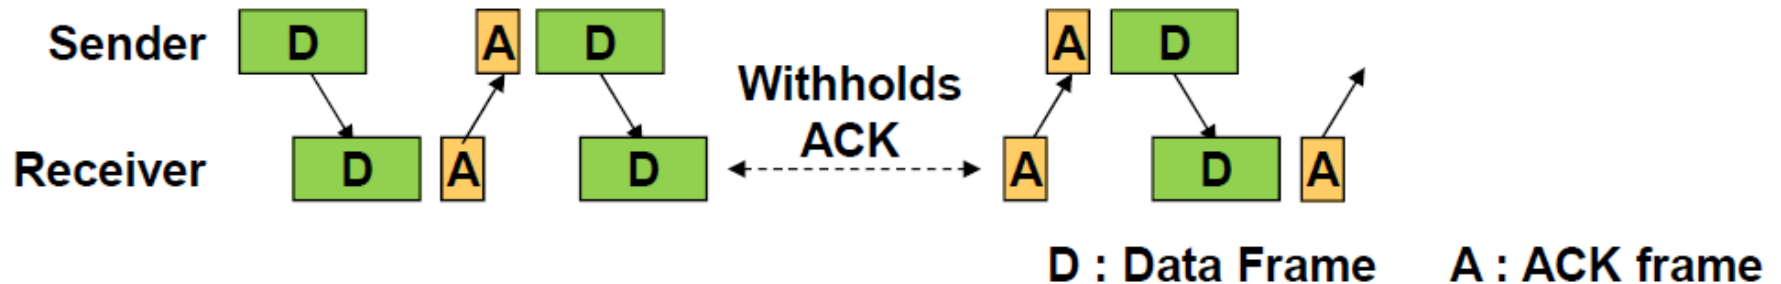 Sender D A D A D
Withholds
ACK
Receiver D A D A D A
D : Data Frame A : ACK frame